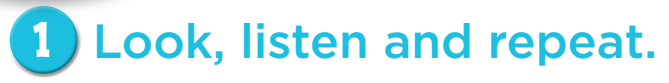 1 Look, listen and repeat.